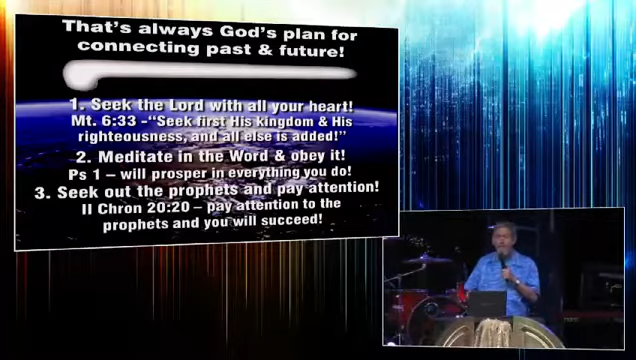 That's always God's plan for
connecting past & future!
1. Seek the Lord with all your heart!
Mt. 6:33 -"Seek first His kingdom & His
righteousness, and all else is added!"
2. Meditate in the Word & obey it!
Ps 1 – will prosper in everything you do!
3. Seek out the prophets and pay attention!
II Chron 20:20 – pay attention to the
prophets and you will succeed!